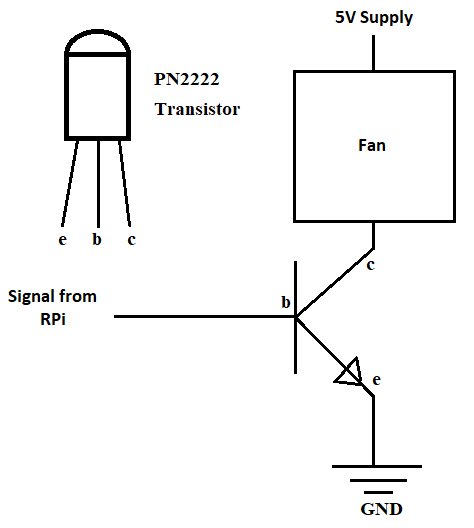 5V Supply
PN2222
Transistor
Fan
e b c
c
b
Signal from
RPi
e
GND